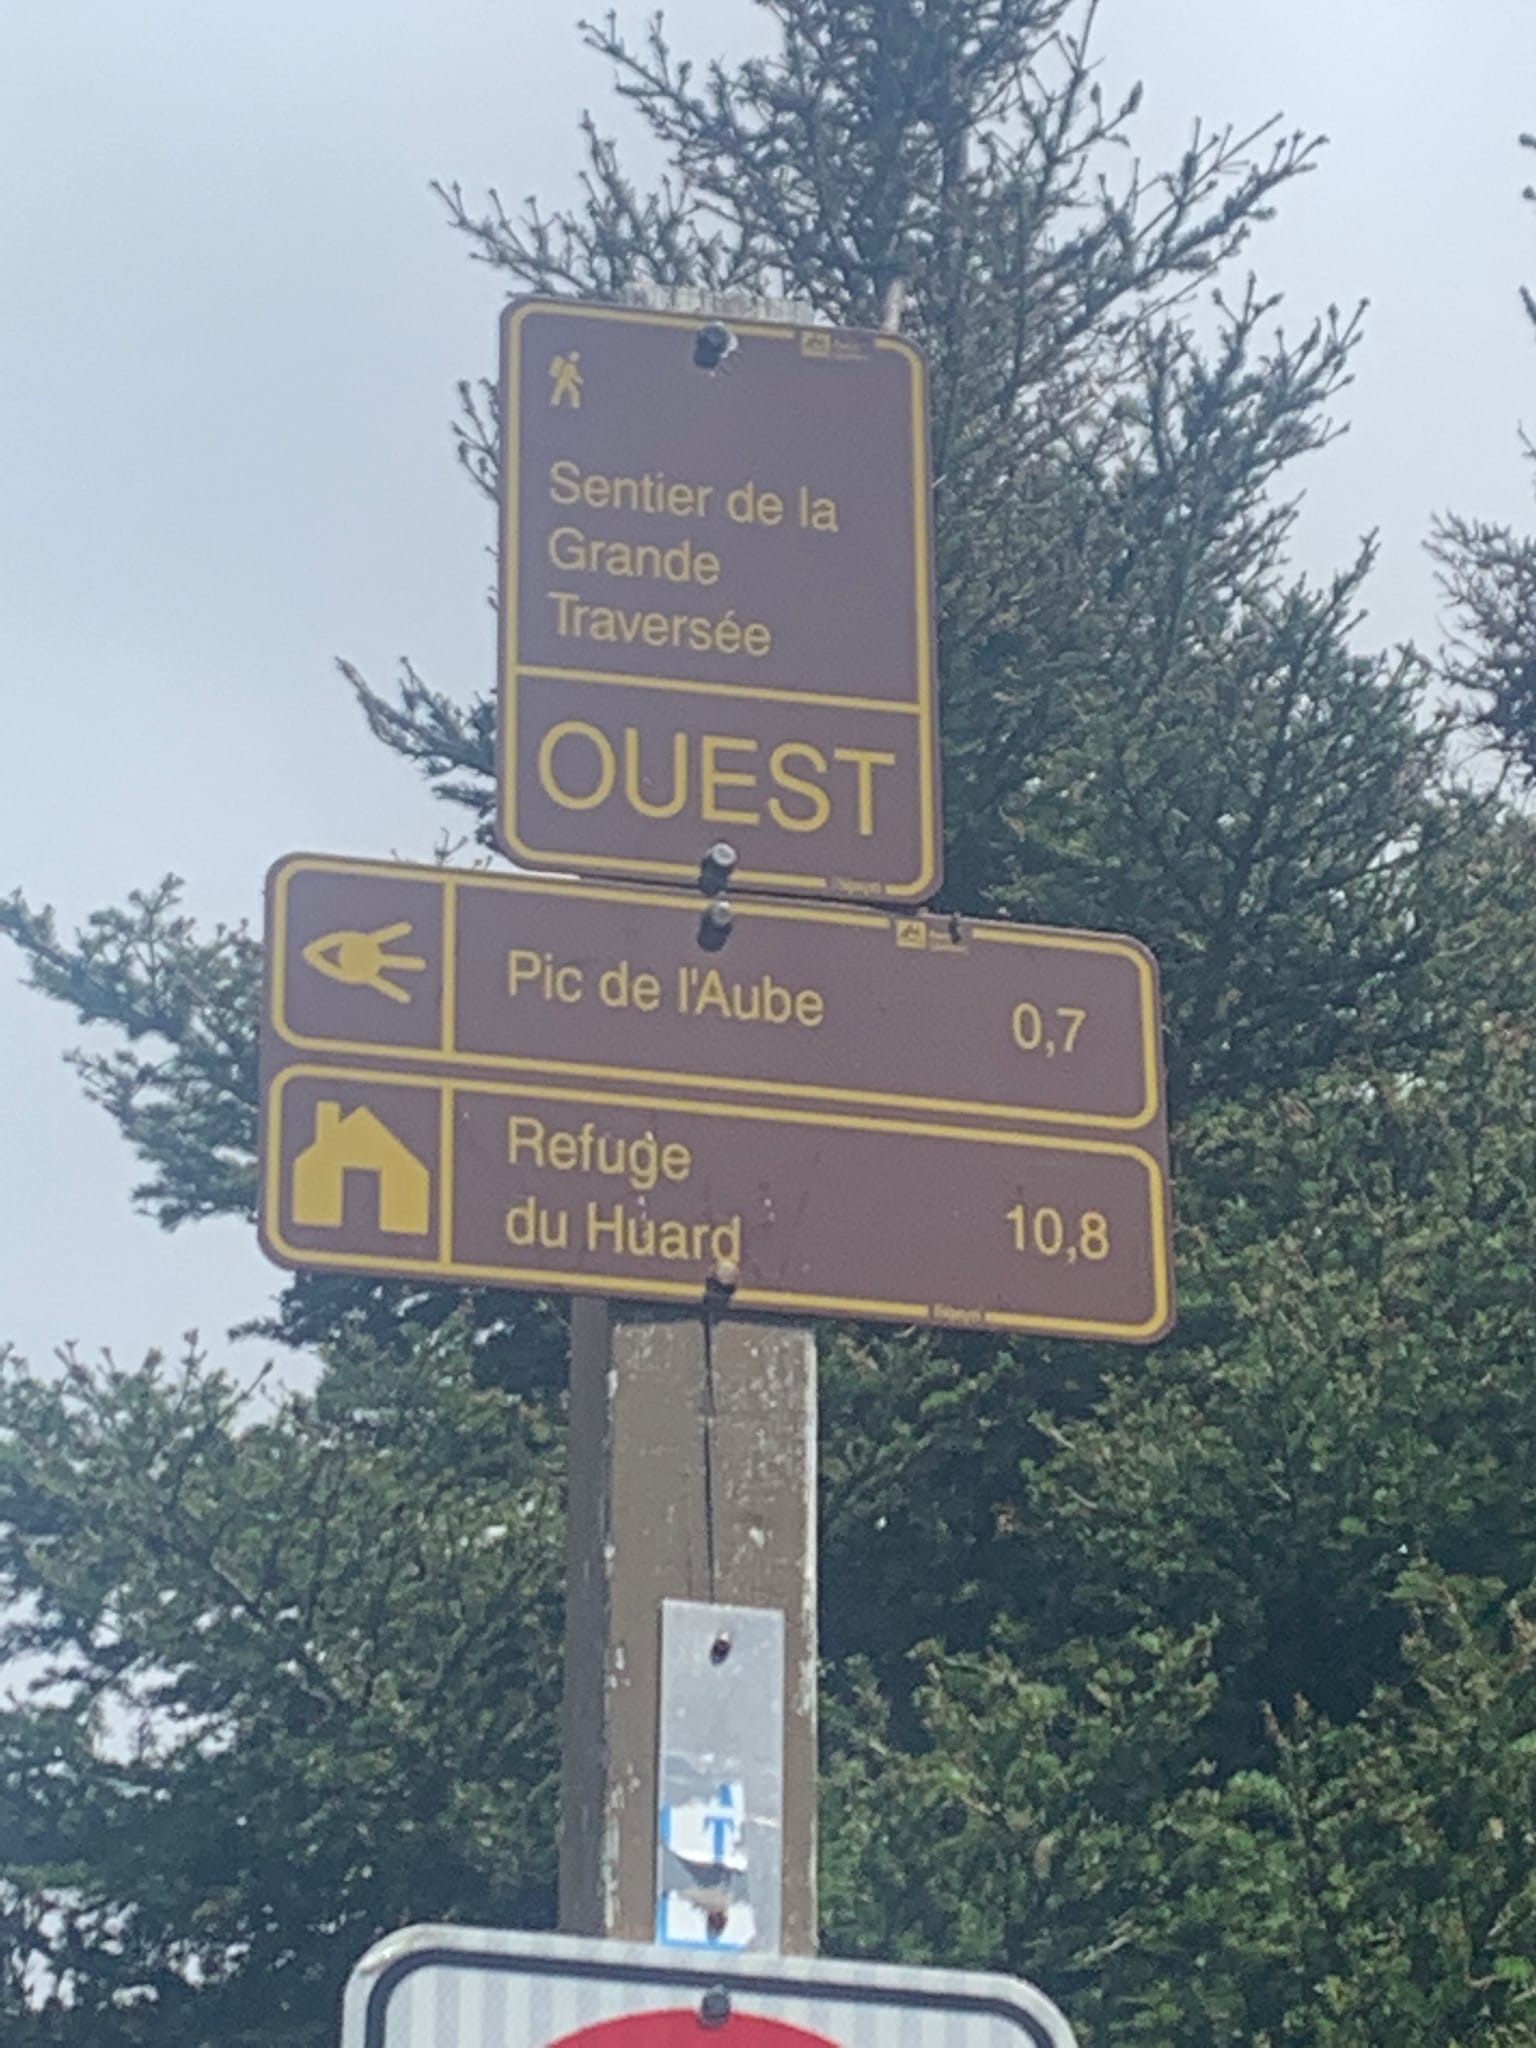 Sentier de la
Grande
Traversée
OUEST
Pic de l'Aube 0,7
Refuge
du Huard 10,8